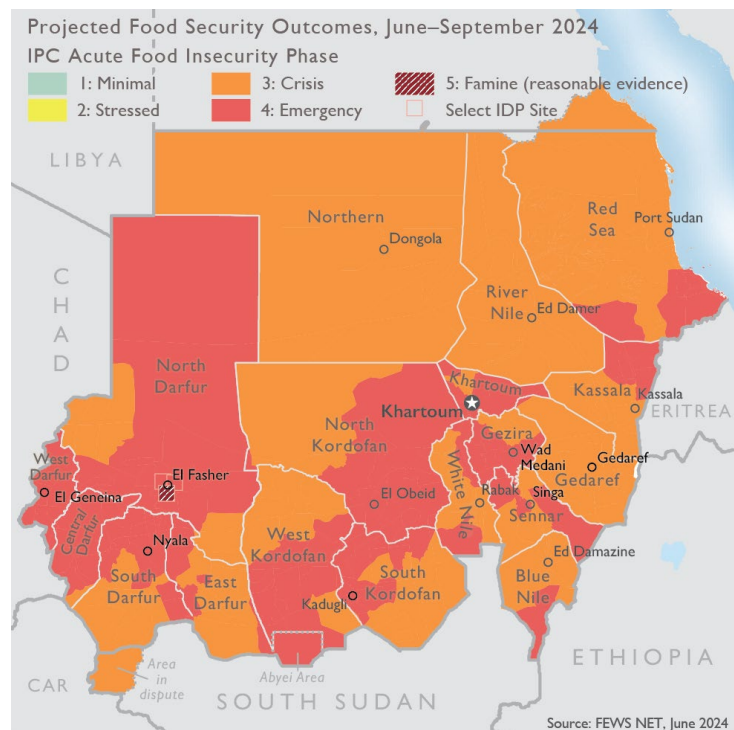 Projected Food Security Outcomes, June–September 2024
IPC Acute Food Insecurity Phase
1: Minimal
3: Crisis
5: Famine (reasonable evidence)
2: Stressed
4: Emergency
Select IDP Site
LIBYA
Northern
Dongola
Red
Sea
Port Sudan
CHAD
River
Nile
Ed Damer
North
Darfur
Khartoum
Khartoum
Kassala
Kassala
ERITREA
North
Kordofan
Gezira
Wad
Medani
Gedaref
Gedaref
West
Darfur
El Geneina
El Fasher
El Obeid
White Nile
Rabak
Singa
Sennar
Central
Darfur
Nyala
West
Kordofan
Ed Damazine
South
Darfur
East
Darfur
Kadugli
South
Kordofan
Blue
Nile
Area
in
dispute
Abyei Area
CAR
SOUTH SUDAN
ETHIOPIA
Source: FEWS NET, June 2024